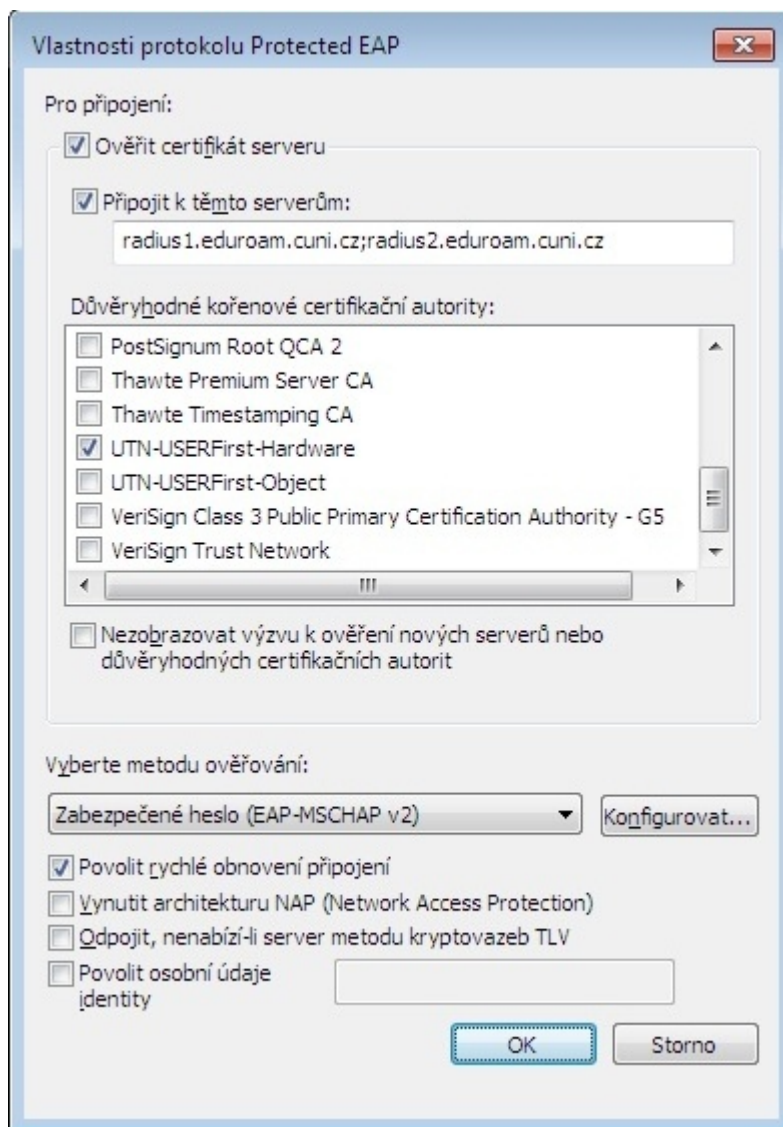 Vlastnosti protokolu Protected EAP
Pro připojení:
Ověřit certifikát serveru
Připojit k těmto serverům:
radius1.eduroam.cuni.cz;radius2.eduroam.cuni.cz
Důvěryhodné kořenové certifikační autority:
PostSignum Root QCA 2
Thawte Premium Server CA
Thawte Timestamping CA
UTN-USERFirst-Hardware
UTN-USERFirst-Object
VeriSign Class 3 Public Primary Certification Authority - G5
VeriSign Trust Network
Nezobrazovat výzvu k ověření nových serverů nebo
důvěryhodných certifikačních autorit
Vyberte metodu ověřování:
Zabezpečené heslo (EAP-MSCHAP v2)
Konfigurovat...
Povolit rychlé obnovení připojení
Vynutit architekturu NAP (Network Access Protection)
Odpojit, nenabízí-li server metodu kryptovazeb TLV
Povolit osobní údaje
identity
OK
Storno